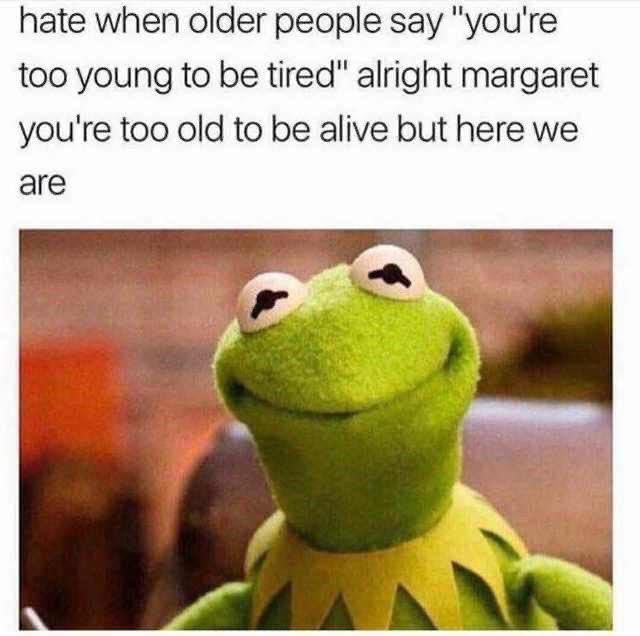 hate when older people say "you're
too young to be tired" alright margaret
you're too old to be alive but here we
are